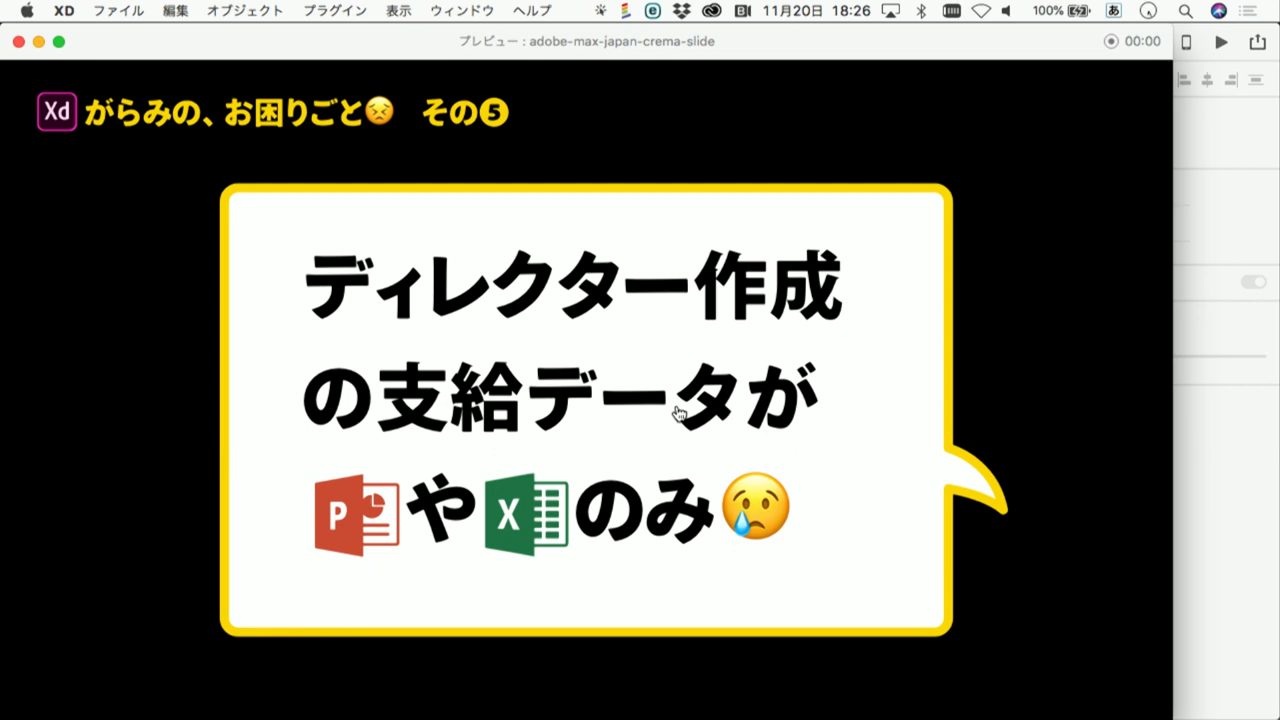 XD ファイル 編集 オブジェクト プラグイン 表示 ウィンドウ ヘルプ 11月20日 18:26 100% あ
プレビュー : adobe-max-japan-crema-slide 00:00
Xd がらみの、お困りごと😣 その❺
ディレクター作成
の支給データが
PやXのみ😢